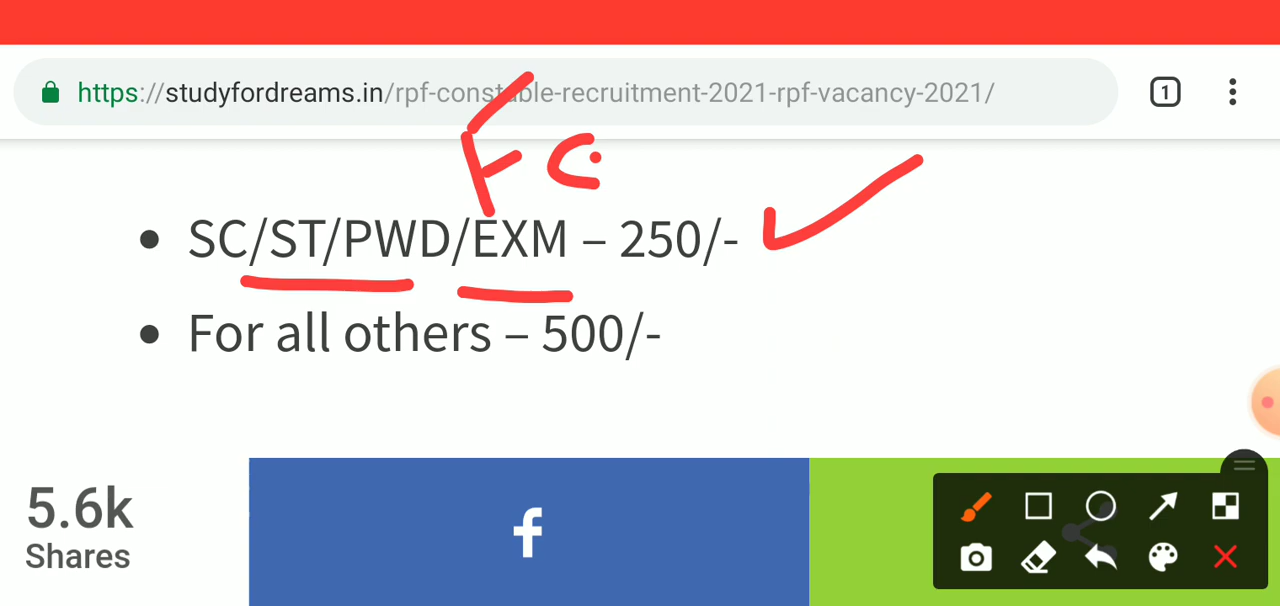 https://studyfordreams.in/rpf-constable-recruitment-2021-rpf-vacancy-2021/
1
• SC/ST/PWD/EXM – 250/-
• For all others – 500/-
5.6k
Shares